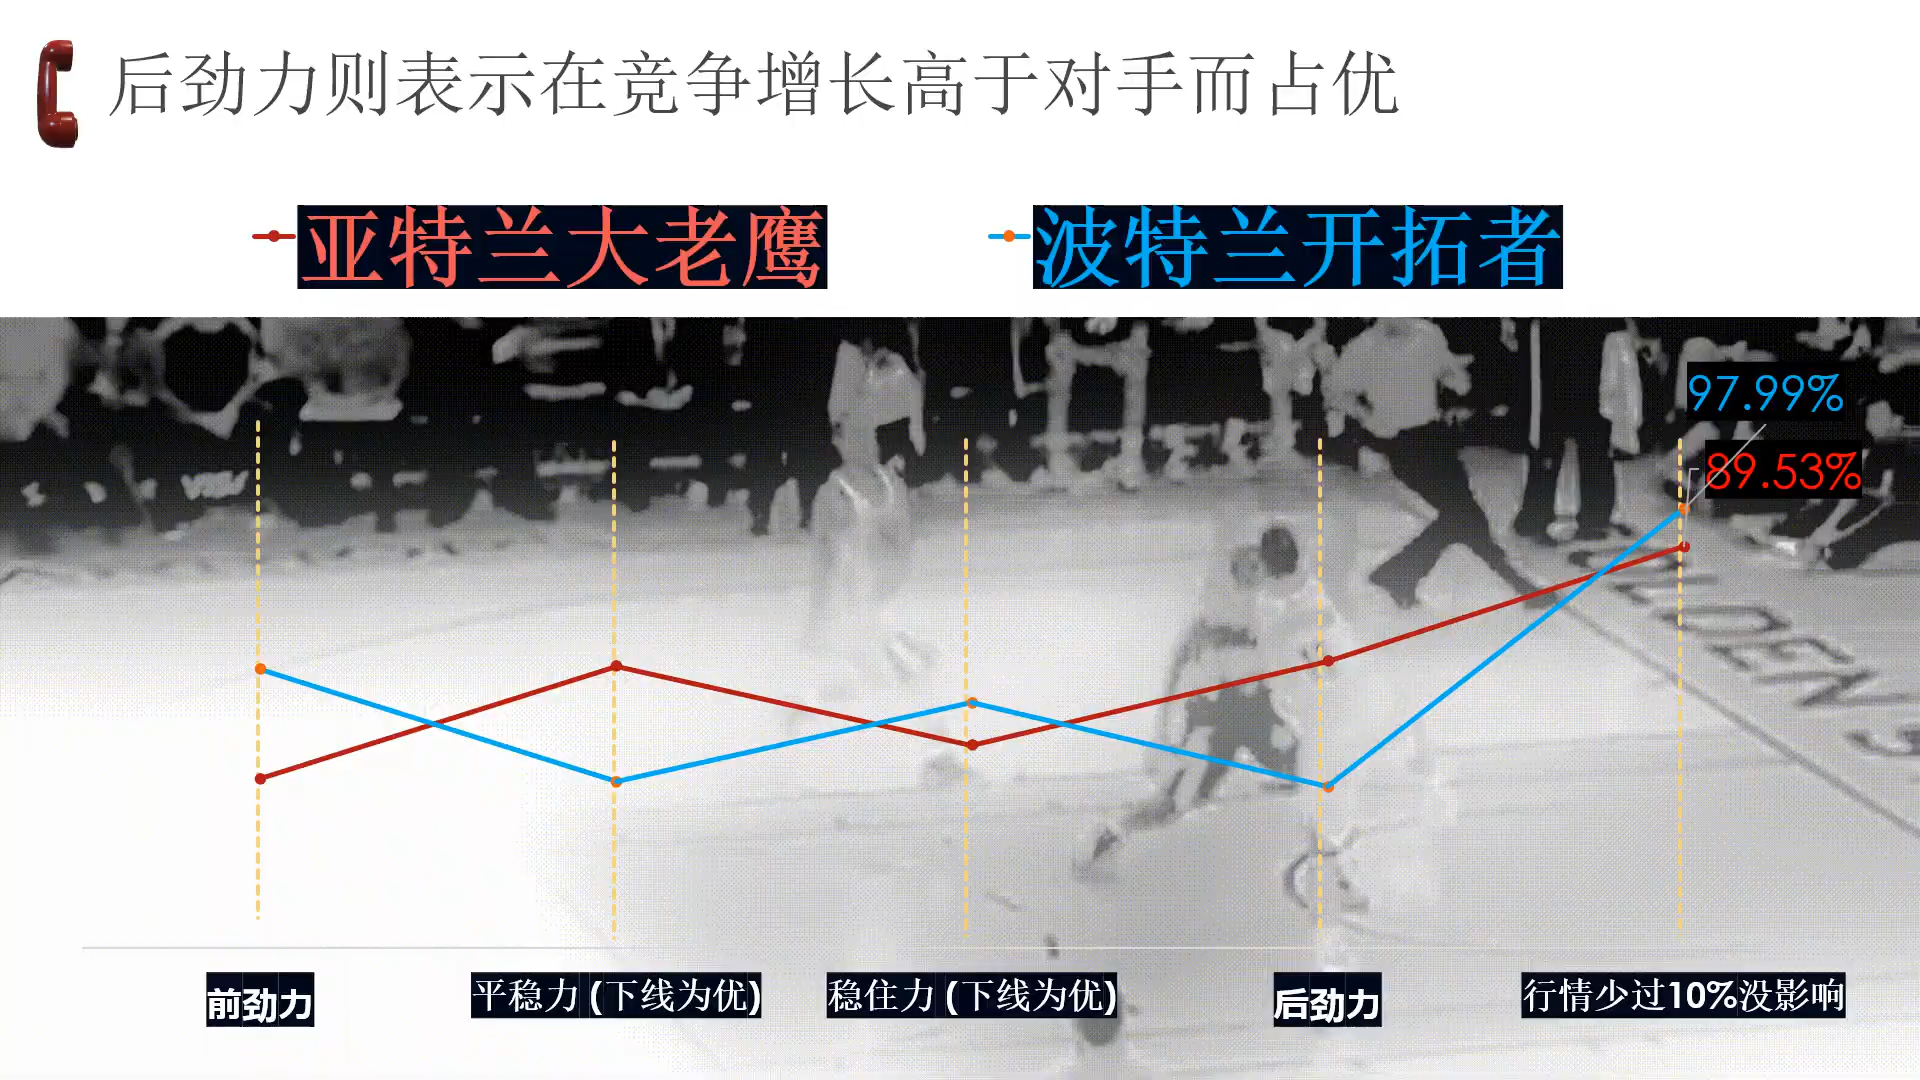 后劲力则表示在竞争增长高于对手而占优
亚特兰大老鹰
波特兰开拓者
97.99%
89.53%
前劲力
平稳力 (下线为优)
稳住力 (下线为优)
后劲力
行情少过10%没影响